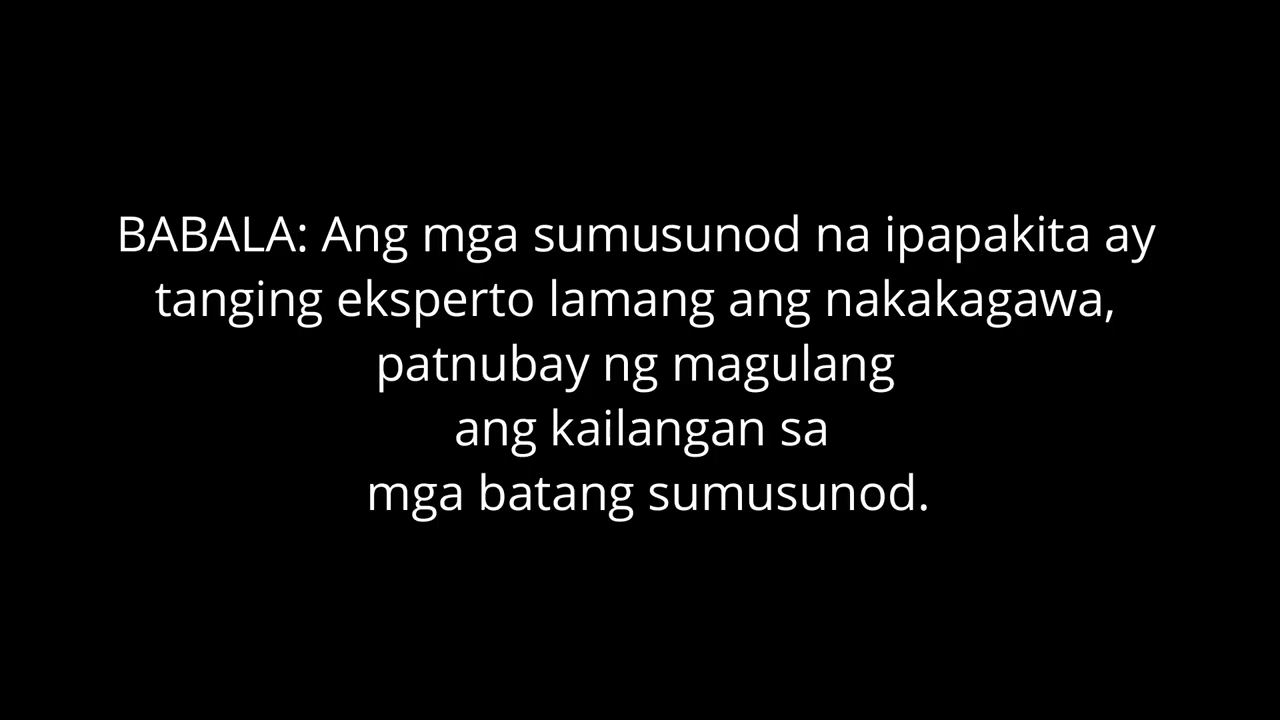 BABALA: Ang mga sumusunod na ipapakita ay
tanging eksperto lamang ang nakakagawa,
patnubay ng magulang
ang kailangan sa
mga batang sumusunod.